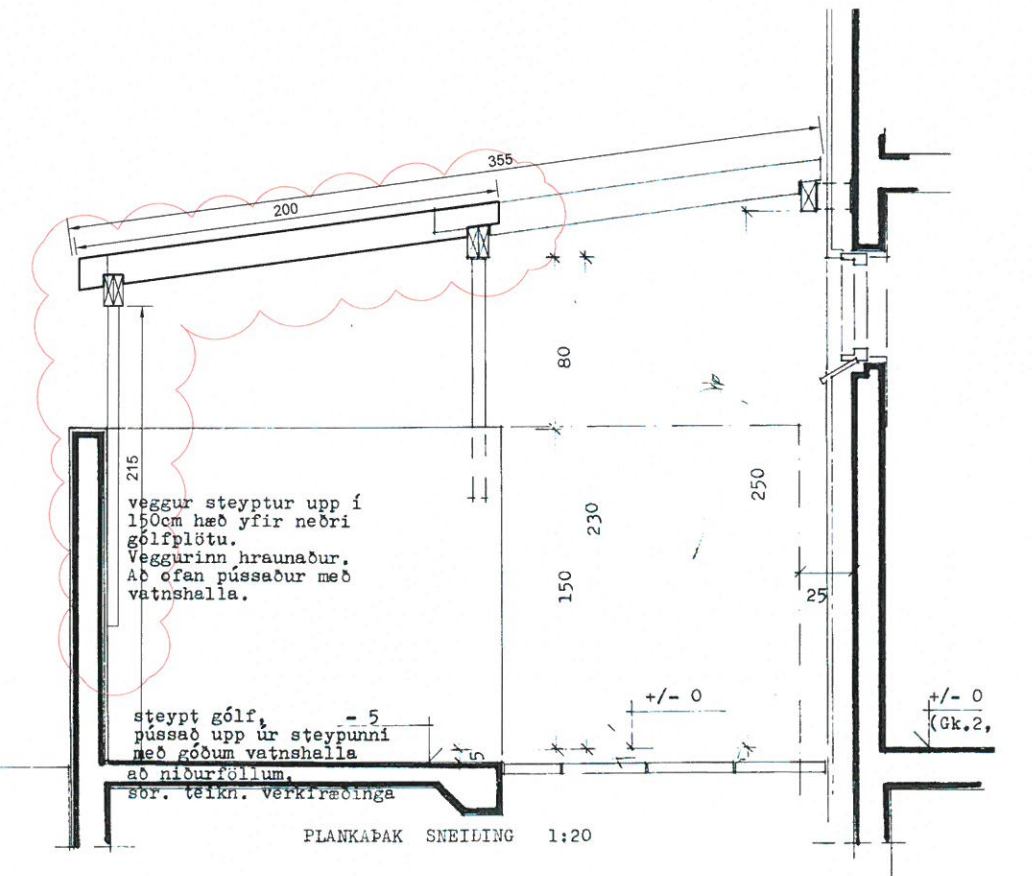 355
200
80
215
veggur steyptur upp í
150cm hæð yfir neðri
gólfplötu.
Veggurinn hraunaður.
Að ofan pússaður með
vatnshalla.
230
250
150
25
steypt gólf,
pússað upp úr steypunni
með góðum vatnshalla
að niðurföllum,
sbr. teikn. verkfræðinga
- 5
5
+/- 0
+/- 0
(Gk.2,
PLANKAÞAK SNEIÐING 1:20